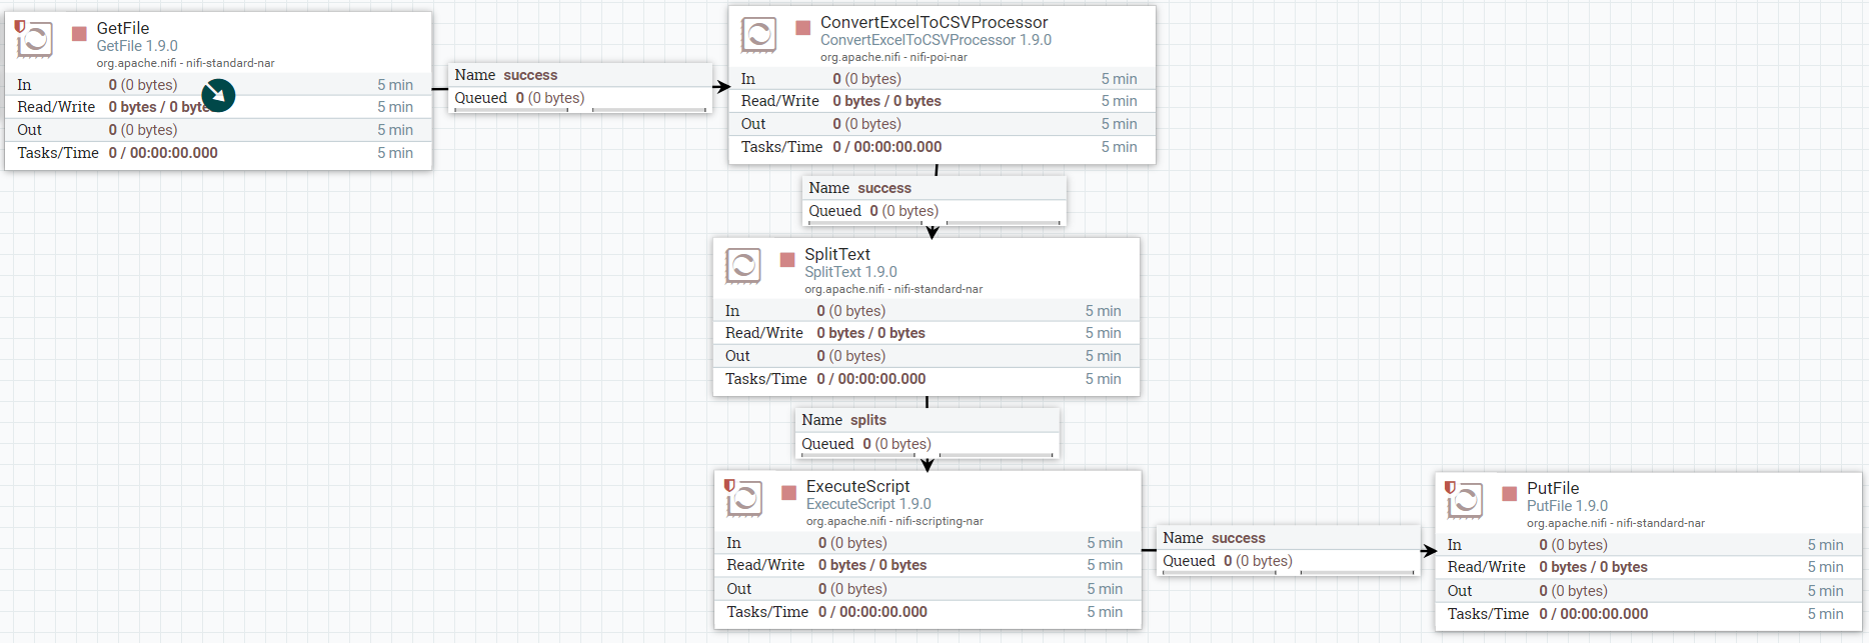 GetFile
GetFile 1.9.0
org.apache.nifi - nifi-standard-nar
In 0 (0 bytes) 5 min
Read/Write 0 bytes / 0 byte 5 min
Out 0 (0 bytes) 5 min
Tasks/Time 0 / 00:00:00.000 5 min
Name success
Queued 0 (0 bytes)
ConvertExcelToCSVProcessor
ConvertExcelToCSVProcessor 1.9.0
org.apache.nifi - nifi-poi-nar
In 0 (0 bytes) 5 min
Read/Write 0 bytes / 0 bytes 5 min
Out 0 (0 bytes) 5 min
Tasks/Time 0 / 00:00:00.000 5 min
Name success
Queued 0 (0 bytes)
SplitText
SplitText 1.9.0
org.apache.nifi - nifi-standard-nar
In 0 (0 bytes) 5 min
Read/Write 0 bytes / 0 bytes 5 min
Out 0 (0 bytes) 5 min
Tasks/Time 0 / 00:00:00.000 5 min
Name splits
Queued 0 (0 bytes)
ExecuteScript
ExecuteScript 1.9.0
org.apache.nifi - nifi-scripting-nar
In 0 (0 bytes) 5 min
Read/Write 0 bytes / 0 bytes 5 min
Out 0 (0 bytes) 5 min
Tasks/Time 0 / 00:00:00.000 5 min
Name success
Queued 0 (0 bytes)
PutFile
PutFile 1.9.0
org.apache.nifi - nifi-standard-nar
In 0 (0 bytes) 5 min
Read/Write 0 bytes / 0 bytes 5 min
Out 0 (0 bytes) 5 min
Tasks/Time 0 / 00:00:00.000 5 min